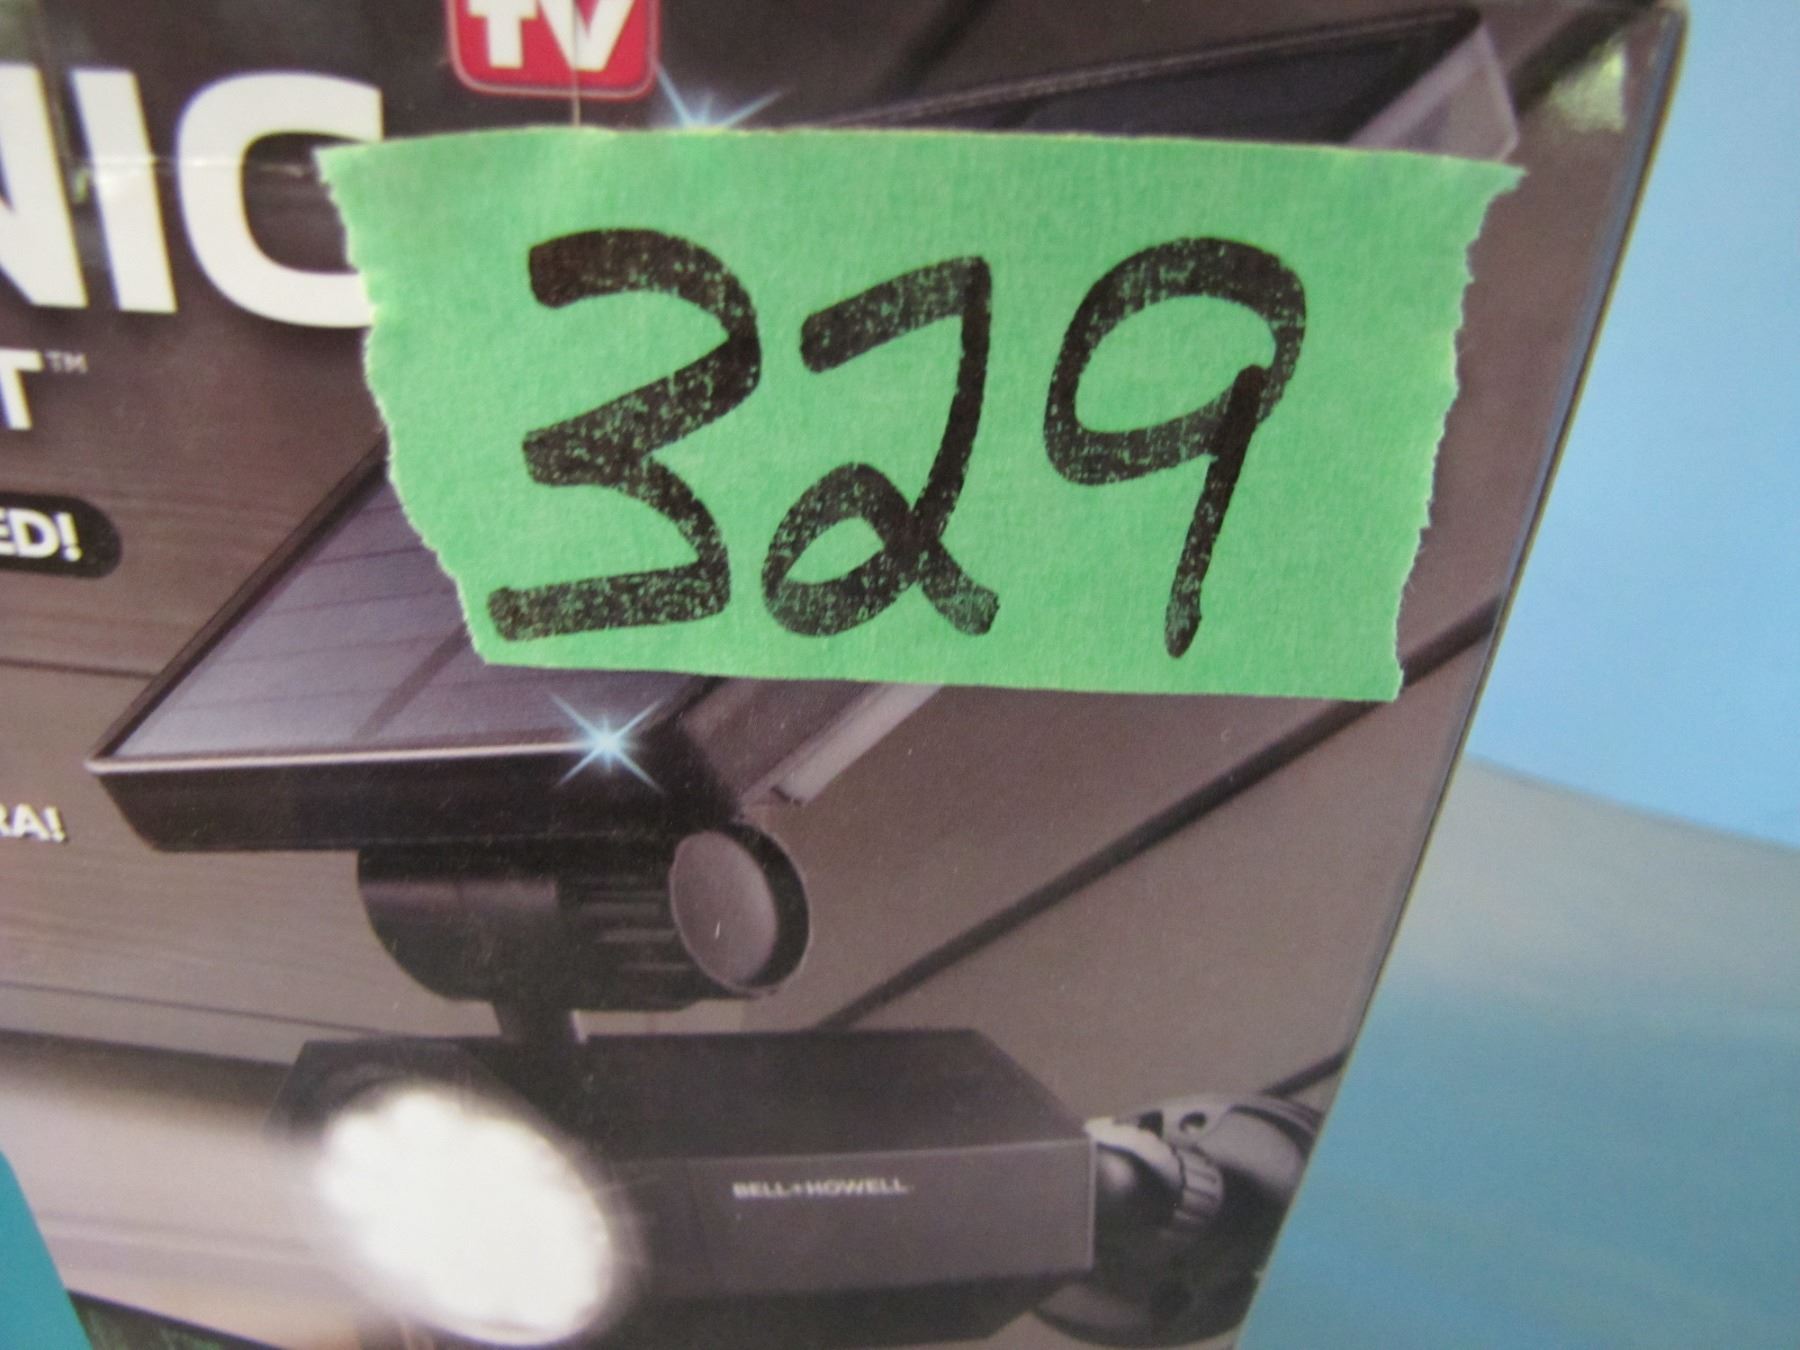 TV
NIC
T™
329
ED!
RA!
BELL+HOWELL